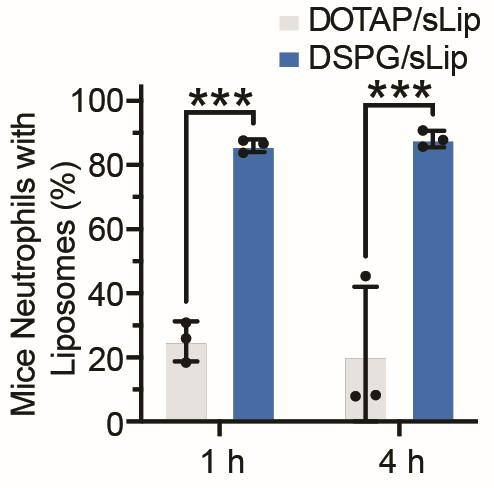 DOTAP/sLip
DSPG/sLip
***
***
Mice Neutrophils with
Liposomes (%)
100
80
60
40
20
0
1 h
4 h